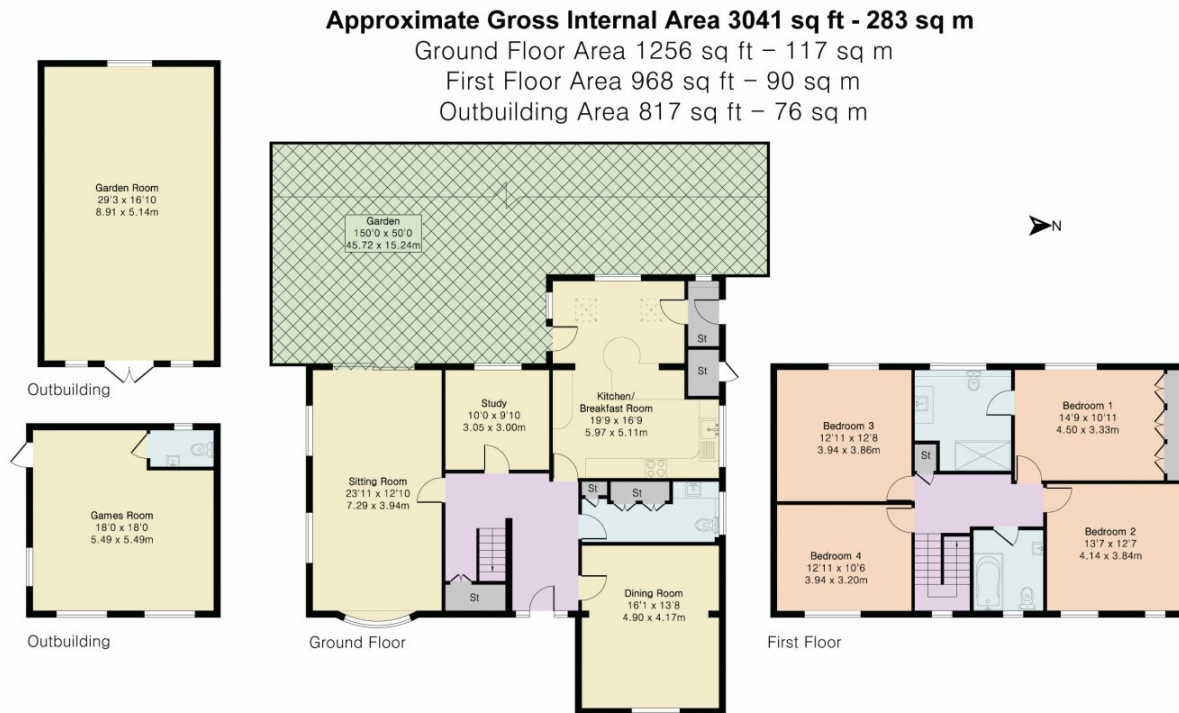 Approximate Gross Internal Area 3041 sq ft - 283 sq m
Ground Floor Area 1256 sq ft – 117 sq m
First Floor Area 968 sq ft – 90 sq m
Outbuilding Area 817 sq ft – 76 sq m
Garden Room
29'3 x 16'10
8.91 x 5.14m
Outbuilding
Games Room
18'0 x 18'0
5.49 x 5.49m
Outbuilding
Garden
150'0 x 50'0
45.72 x 15.24m
N
St
St
Study
10'0 x 9'10
3.05 x 3.00m
Kitchen/
Breakfast Room
19'9 x 16'9
5.97 x 5.11m
Sitting Room
23'11 x 12'10
7.29 x 3.94m
St
St
St
Dining Room
16'1 x 13'8
4.90 x 4.17m
Ground Floor
Bedroom 3
12'11 x 12'8
3.94 x 3.86m
St
Bedroom 1
14'9 x 10'11
4.50 x 3.33m
Bedroom 4
12'11 x 10'6
3.94 x 3.20m
Bedroom 2
13'7 x 12'7
4.14 x 3.84m
First Floor